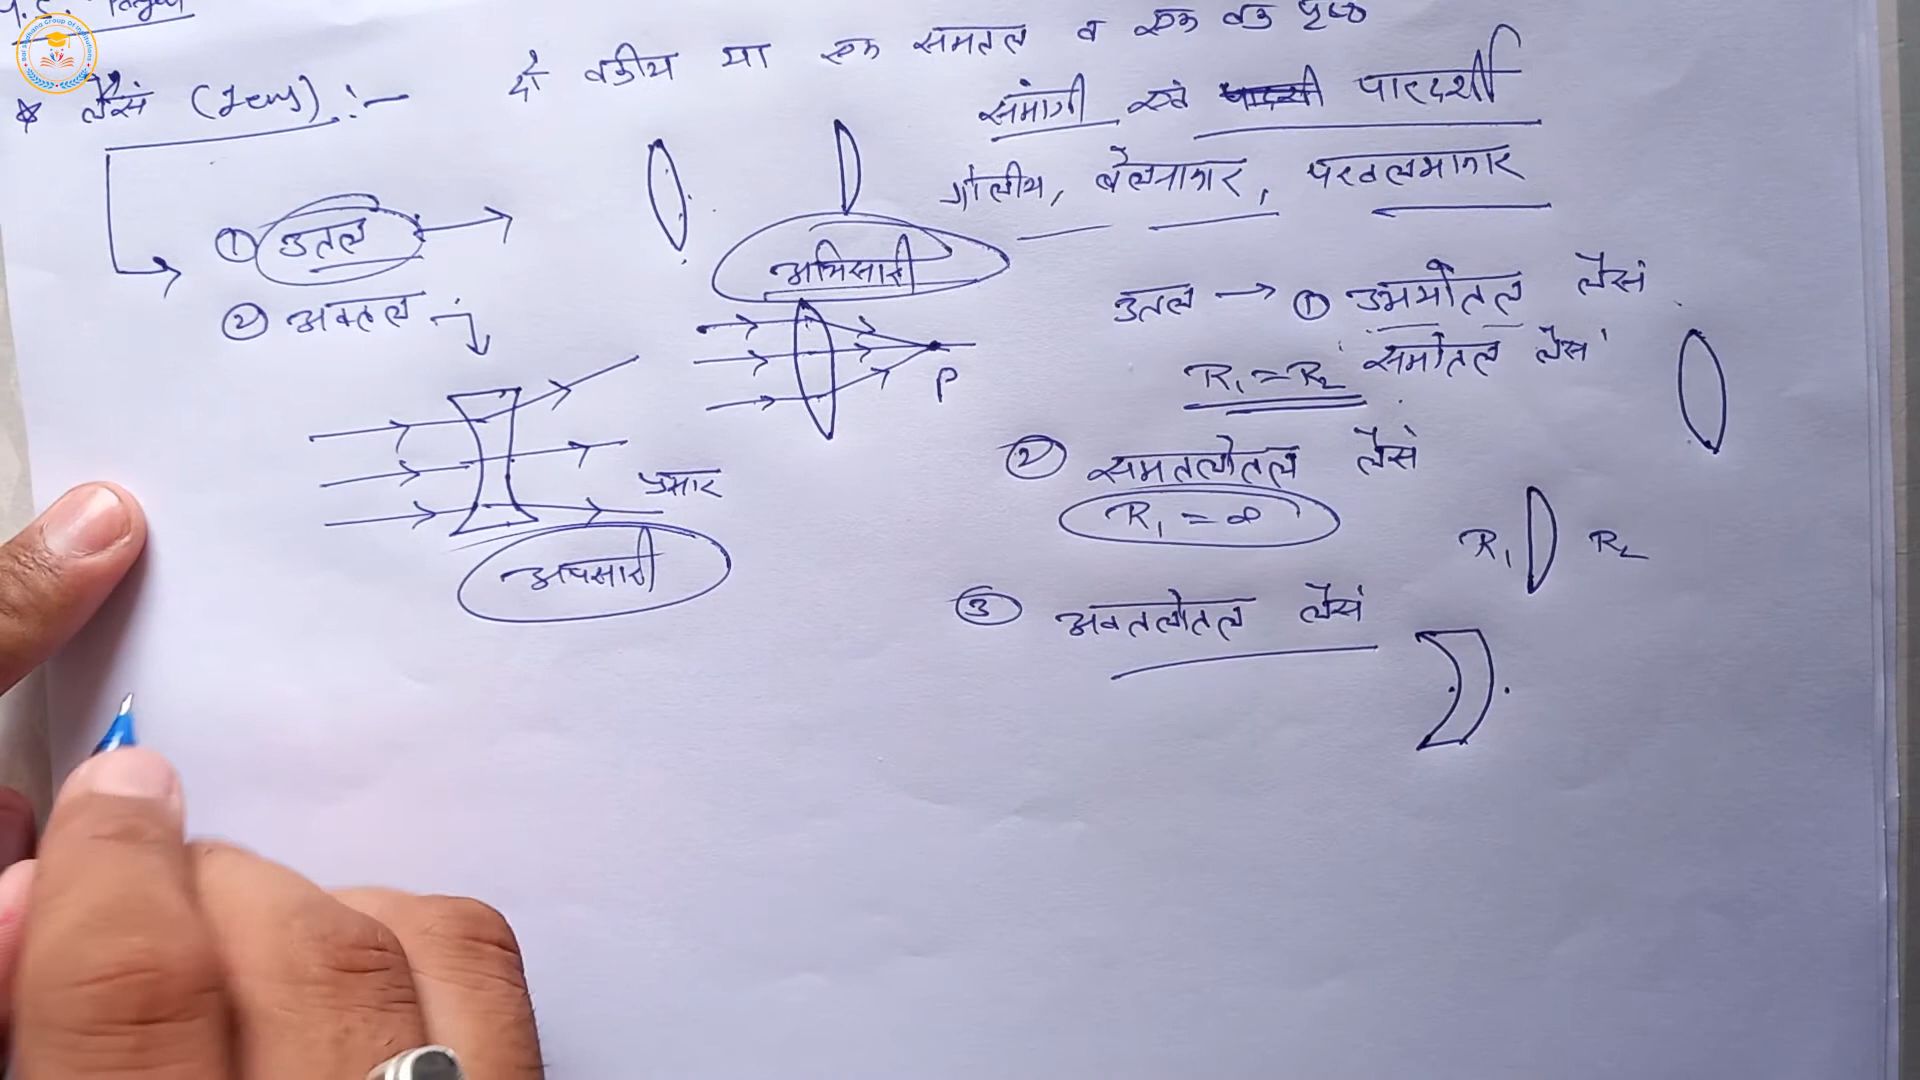 * लेंस (Lens) :-
दो वक्रीय या एक समतल व एक वक्र पृष्ठ
समांगी एवं पारदर्शी
गोलीय, बेलनाकार, परवलयाकार
① उत्तल →
② अवतल
अभिसारी
P
प्रसार
अपसारी
उत्तल → ① उभयोत्तल लेंस
R₁ = R₂ समोत्तल लेंस
② समतलोत्तल लेंस
R₁ = ∞
R₁ R₂
③ अवतलोत्तल लेंस